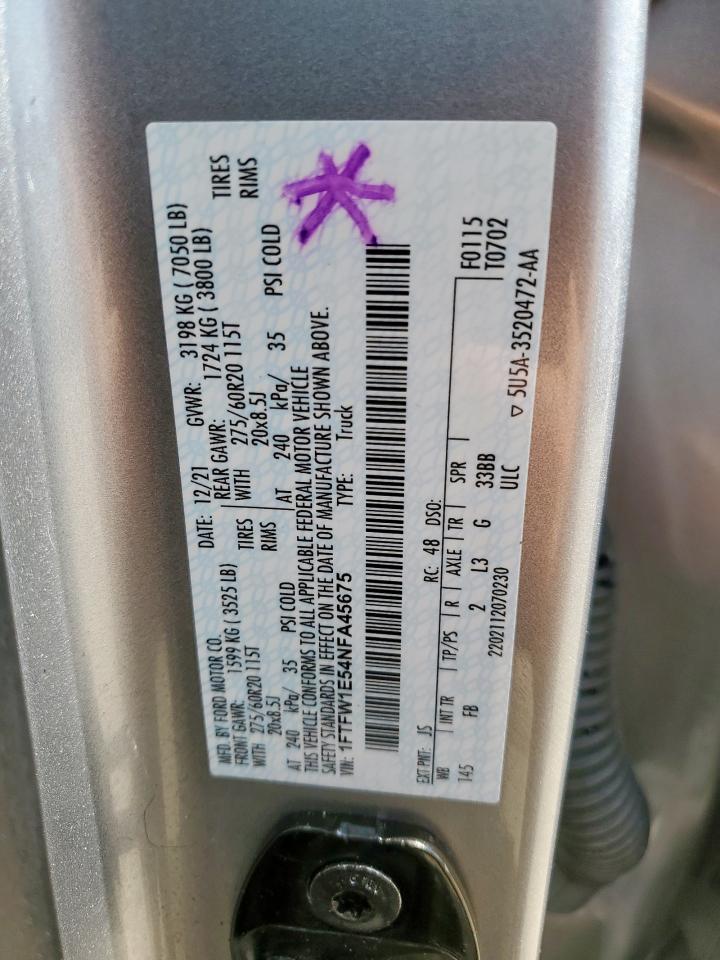 MFD. BY FORD MOTOR CO.
DATE: 12/21 GVWR: 3198 KG ( 7050 LB)
FRONT GAWR: 1599 KG ( 3525 LB) REAR GAWR: 1724 KG ( 3800 LB)
WITH 275/60R20 115T TIRES WITH 275/60R20 115T TIRES
20x8.5J RIMS 20x8.5J RIMS
AT 240 kPa/ 35 PSI COLD AT 240 kPa/ 35 PSI COLD
THIS VEHICLE CONFORMS TO ALL APPLICABLE FEDERAL MOTOR VEHICLE
SAFETY STANDARDS IN EFFECT ON THE DATE OF MANUFACTURE SHOWN ABOVE.
VIN: 1FTFW1E54NFA45675 TYPE: Truck
EXT PNT: JS RC: 48 DSO: F0115
WB INT TR TP/PS R AXLE TR SPR T0702
145 FB 2 L3 G 33BB
2202112070230 ULC ▽ 5U5A-3520472-AA